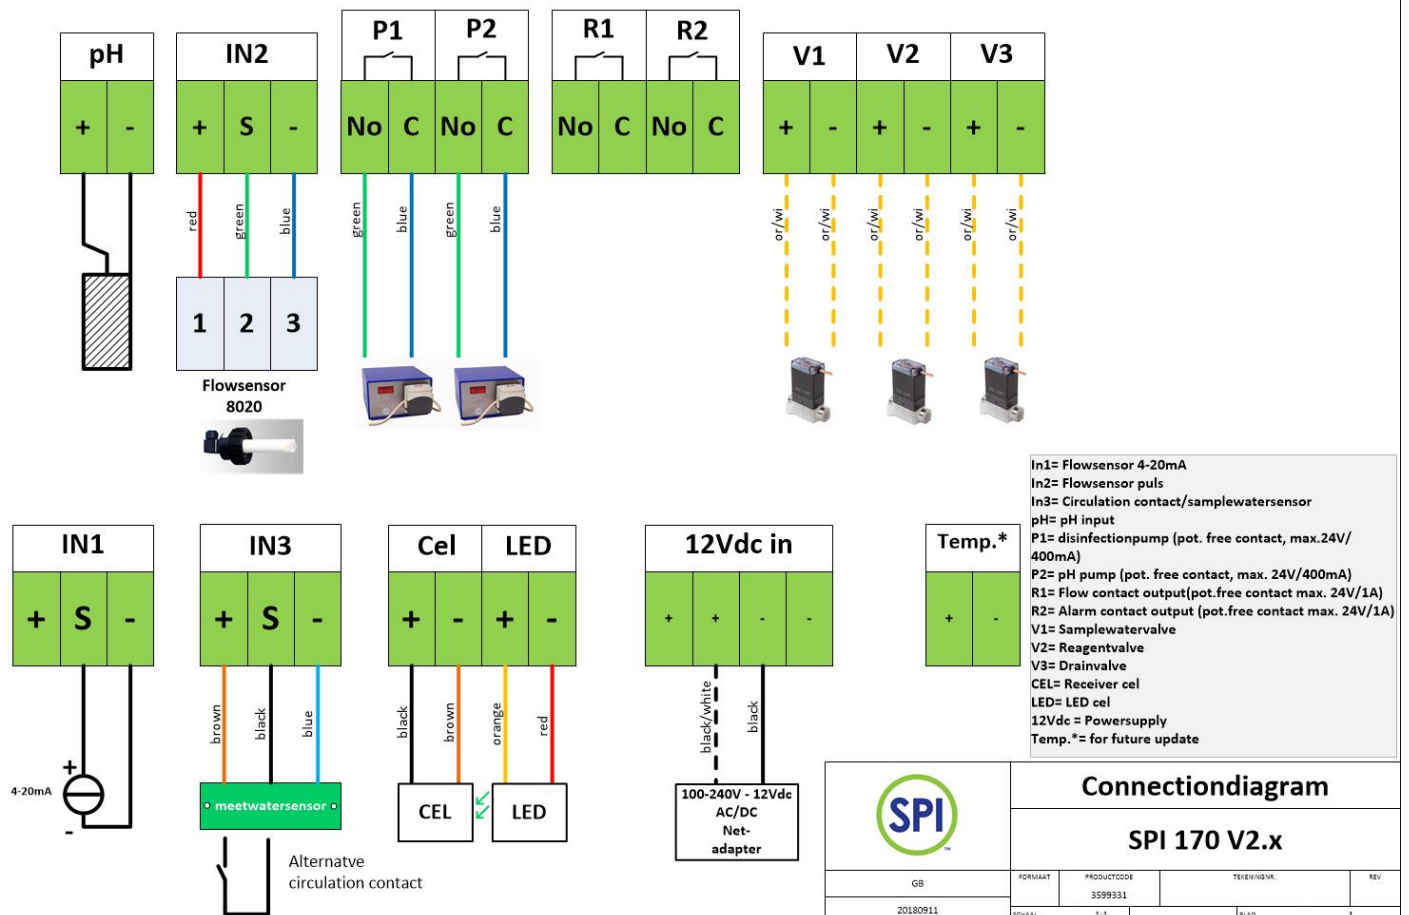 pH
+ -
IN2
+ S -
red
green
blue
1 2 3
Flowsensor
8020
P1 P2
No C No C
green
blue
green
blue
R1 R2
No C No C
V1 V2 V3
+ - + - + -
or/wi
or/wi
or/wi
or/wi
or/wi
or/wi
In1= Flowsensor 4-20mA
In2= Flowsensor puls
In3= Circulation contact/samplewatersensor
pH= pH input
P1= disinfectionpump (pot. free contact, max.24V/
400mA)
P2= pH pump (pot. free contact, max. 24V/400mA)
R1= Flow contact output(pot.free contact max. 24V/1A)
R2= Alarm contact output (pot.free contact max. 24V/1A)
V1= Samplewatervalve
V2= Reagentvalve
V3= Drainvalve
CEL= Receiver cel
LED= LED cel
12Vdc = Powersupply
Temp.*= for future update
IN1
+ S -
+
4-20mA
-
IN3
+ S -
brown
black
blue
meetwatersensor
Alternatve
circulation contact
Cel LED
+ - + -
black
brown
orange
red
CEL
LED
12Vdc in
+ + - -
black/white
black
100-240V - 12Vdc
AC/DC
Net-
adapter
Temp.*
+ -
SPI
TM
Connectiondiagram
SPI 170 V2.x
GB
20180911
FORMAAT
PRODUCTCODE
3599331
TEKENINGNR.
REV
SCHAAL
1:1
BLAD
1